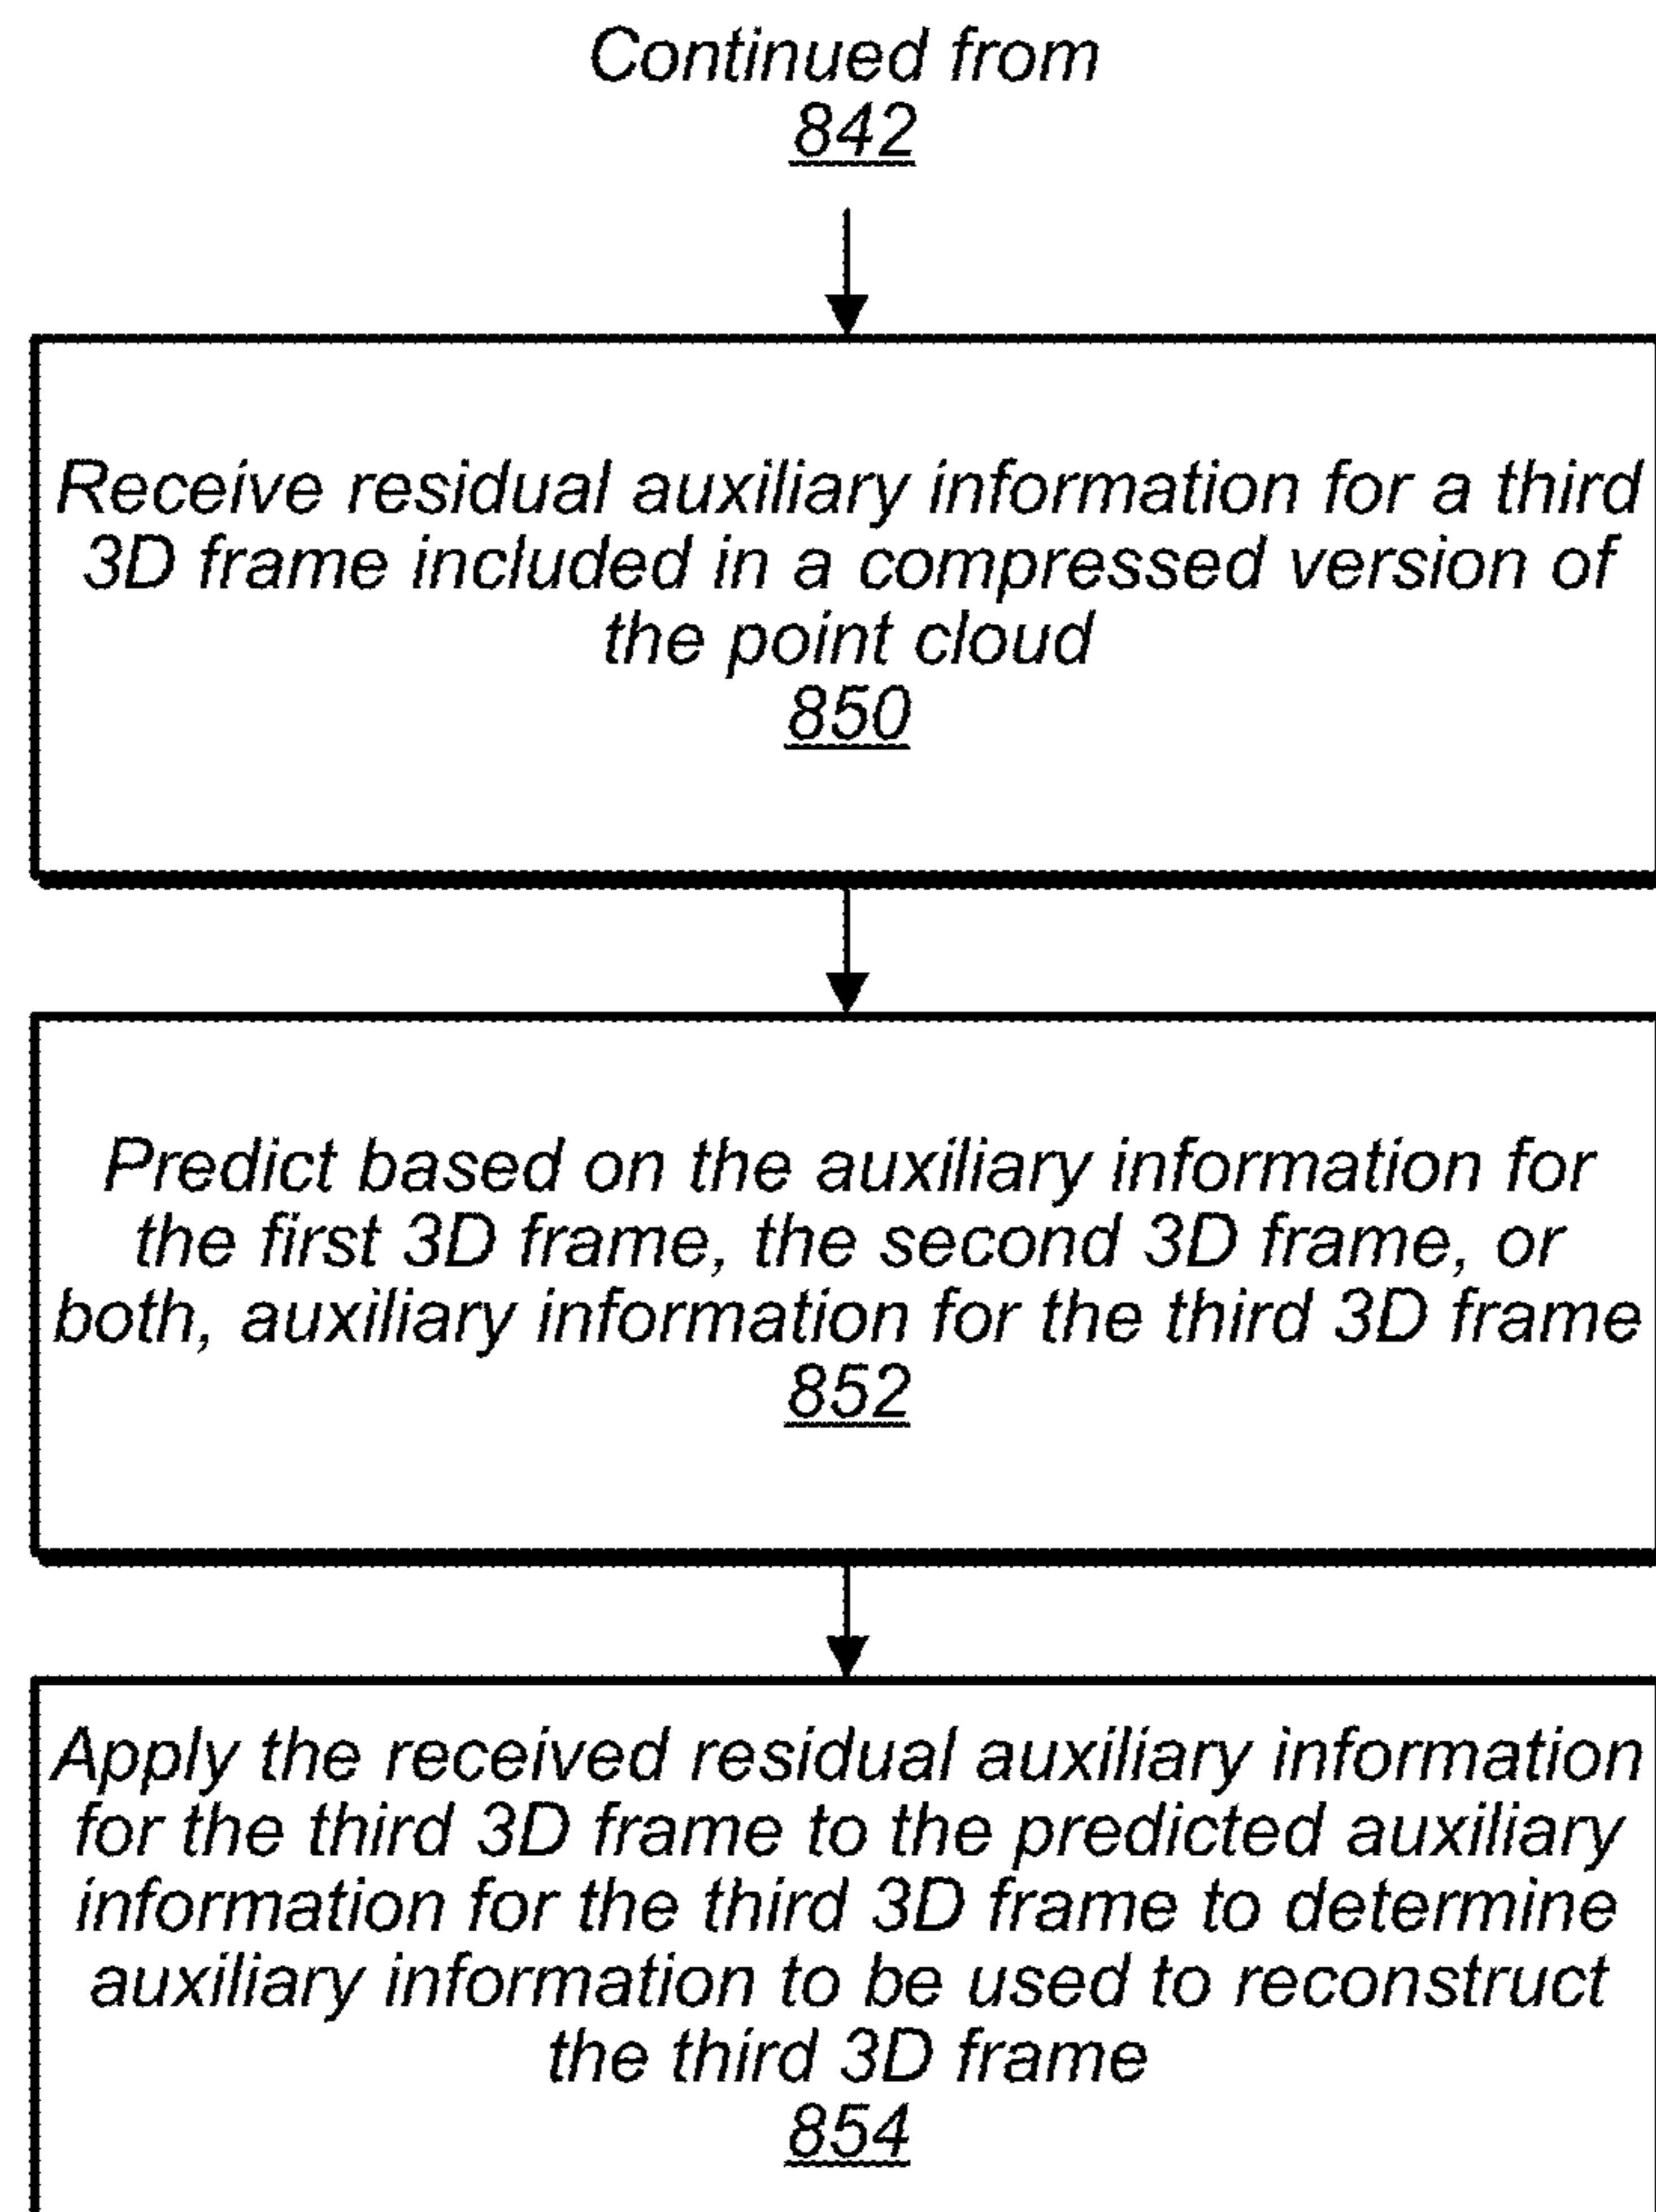 Continued from
842
Receive residual auxiliary information for a third
3D frame included in a compressed version of
the point cloud
850
Predict based on the auxiliary information for
the first 3D frame, the second 3D frame, or
both, auxiliary information for the third 3D frame
852
Apply the received residual auxiliary information
for the third 3D frame to the predicted auxiliary
information for the third 3D frame to determine
auxiliary information to be used to reconstruct
the third 3D frame
854